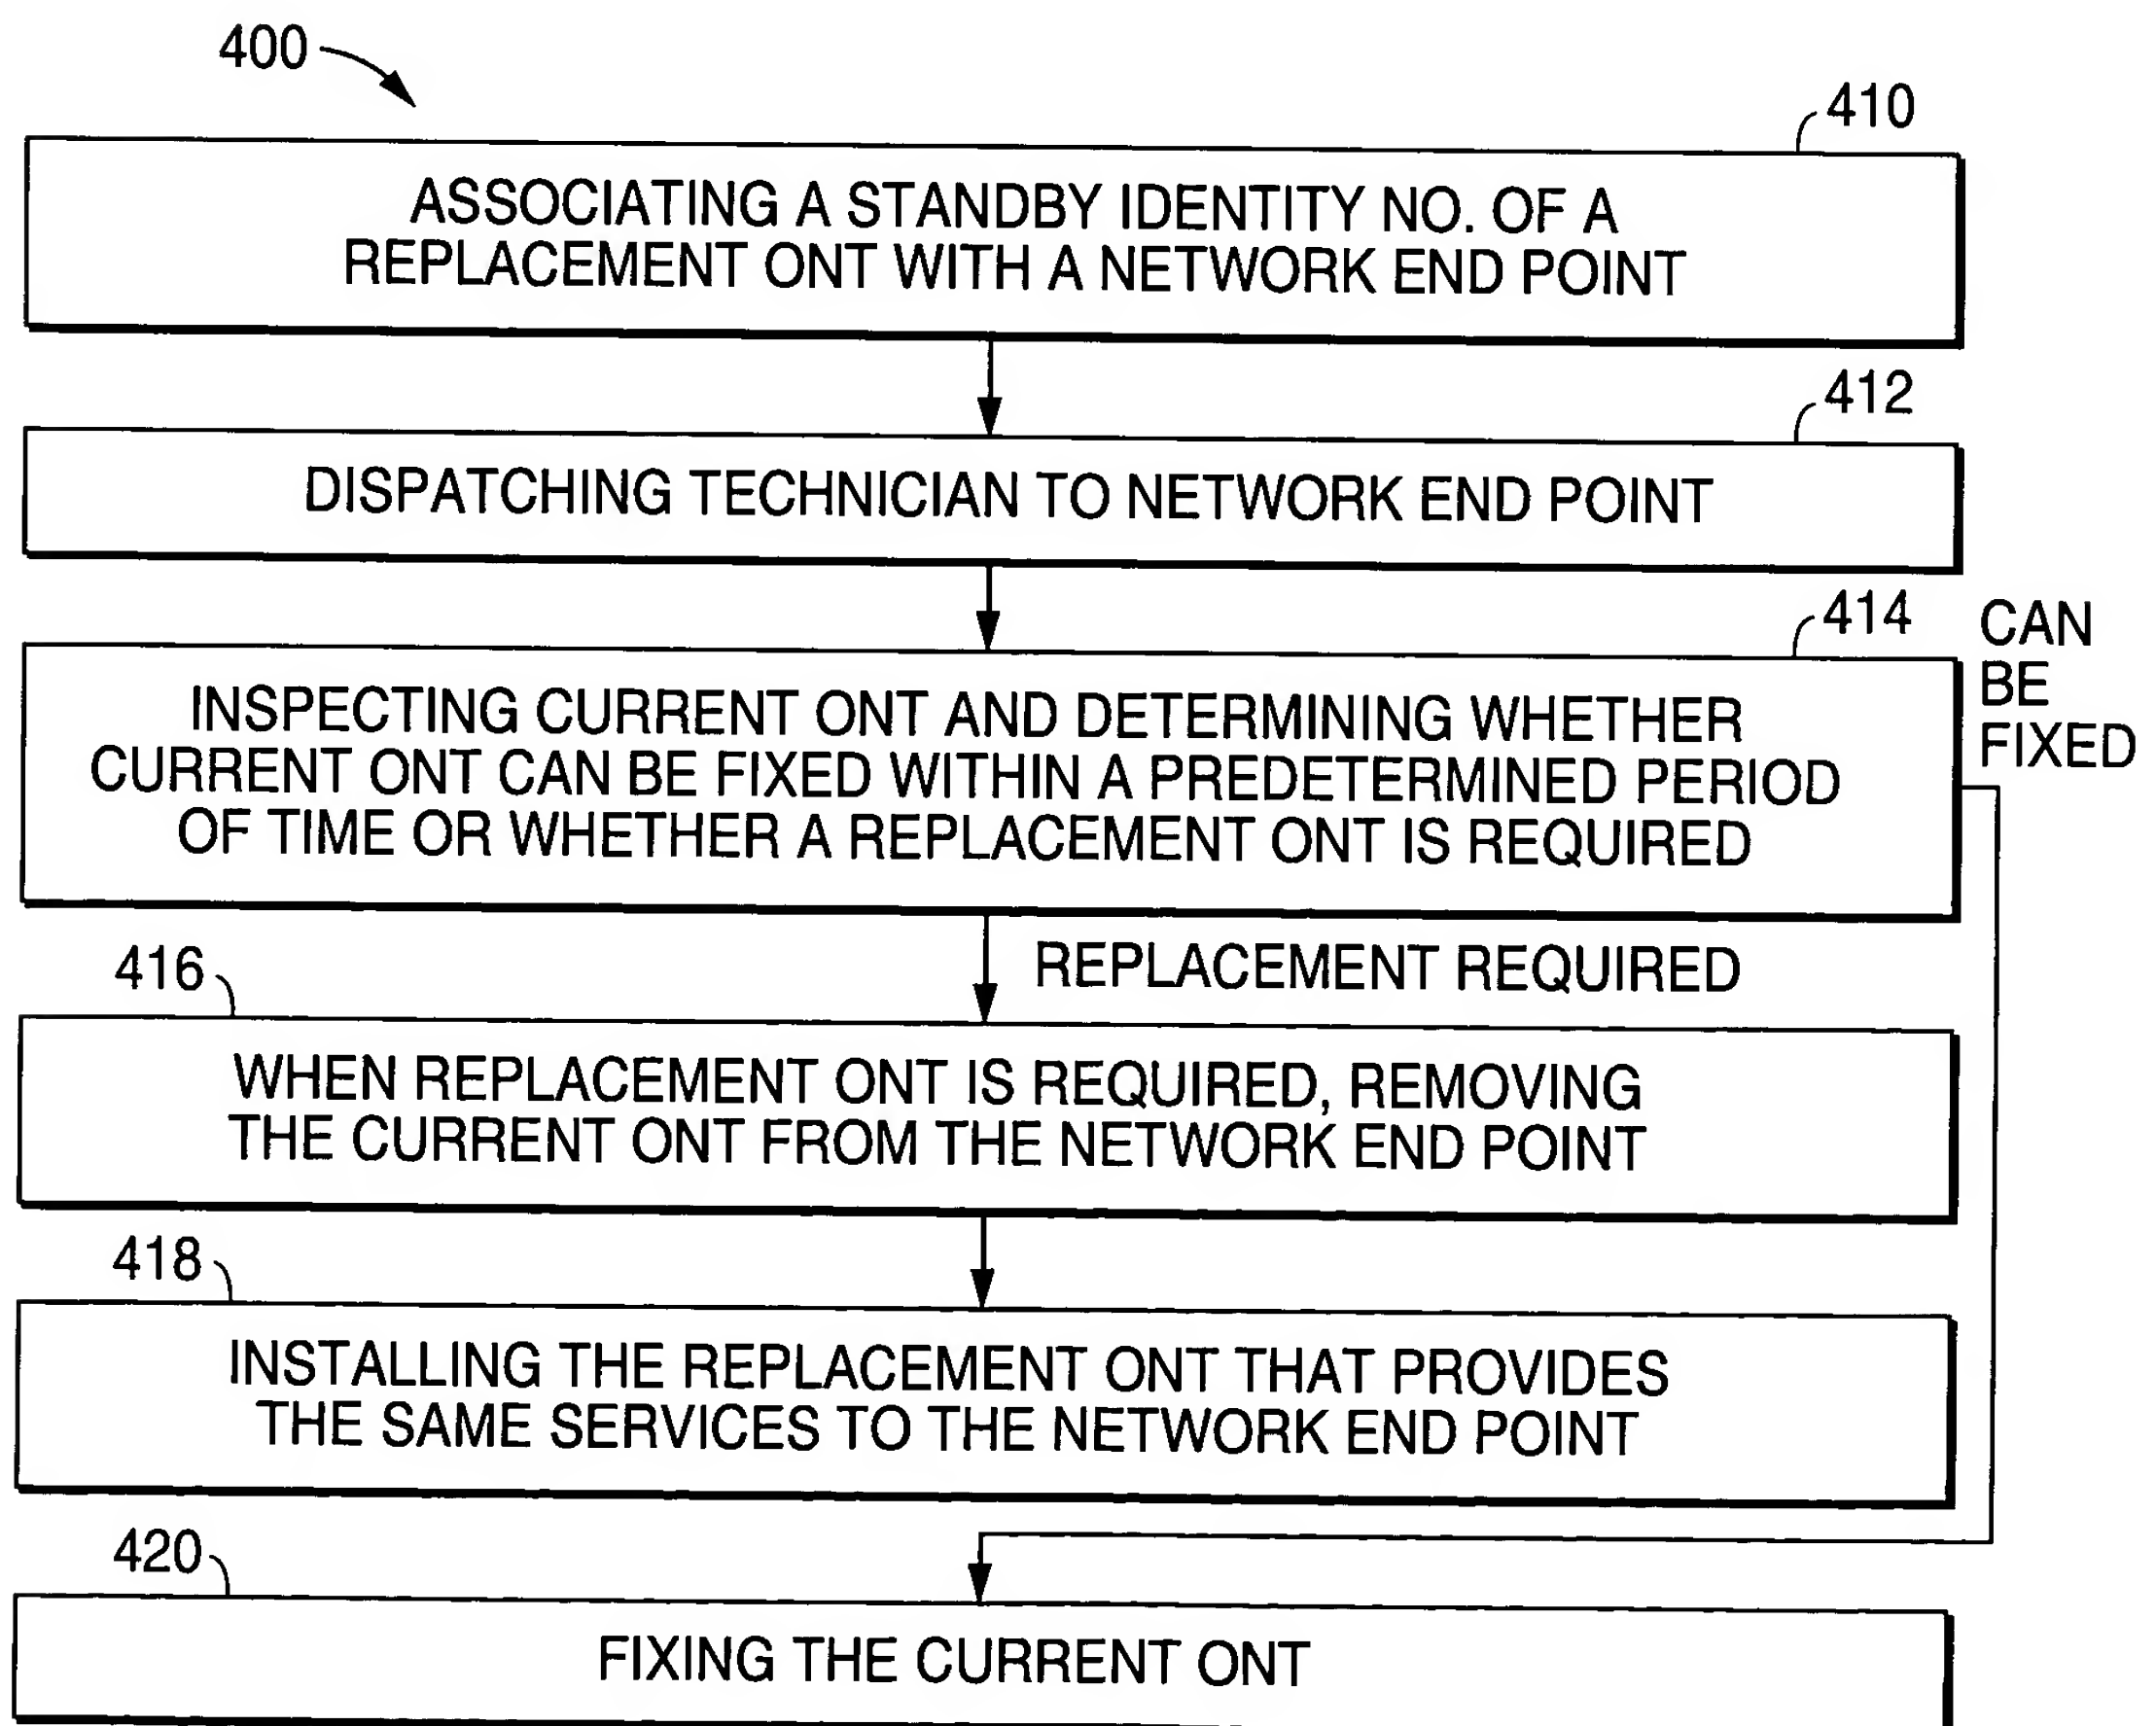 400
410
ASSOCIATING A STANDBY IDENTITY NO. OF A
REPLACEMENT ONT WITH A NETWORK END POINT
412
DISPATCHING TECHNICIAN TO NETWORK END POINT
414
CAN
BE
FIXED
INSPECTING CURRENT ONT AND DETERMINING WHETHER
CURRENT ONT CAN BE FIXED WITHIN A PREDETERMINED PERIOD
OF TIME OR WHETHER A REPLACEMENT ONT IS REQUIRED
REPLACEMENT REQUIRED
416
WHEN REPLACEMENT ONT IS REQUIRED, REMOVING
THE CURRENT ONT FROM THE NETWORK END POINT
418
INSTALLING THE REPLACEMENT ONT THAT PROVIDES
THE SAME SERVICES TO THE NETWORK END POINT
420
FIXING THE CURRENT ONT